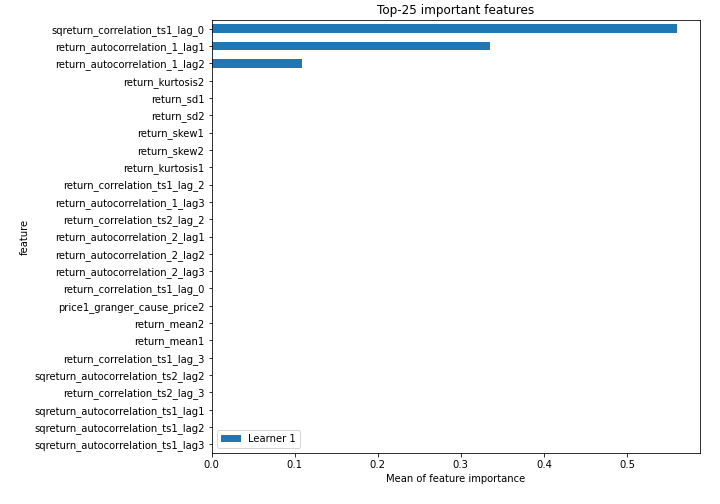 Top-25 important features
sqreturn_correlation_ts1_lag_0
return_autocorrelation_1_lag1
return_autocorrelation_1_lag2
return_kurtosis2
return_sd1
return_sd2
return_skew1
return_skew2
return_kurtosis1
return_correlation_ts1_lag_2
return_autocorrelation_1_lag3
return_correlation_ts2_lag_2
return_autocorrelation_2_lag1
return_autocorrelation_2_lag2
return_autocorrelation_2_lag3
return_correlation_ts1_lag_0
price1_granger_cause_price2
return_mean2
return_mean1
return_correlation_ts1_lag_3
sqreturn_autocorrelation_ts2_lag2
return_correlation_ts2_lag_3
sqreturn_autocorrelation_ts1_lag1
sqreturn_autocorrelation_ts1_lag2
sqreturn_autocorrelation_ts1_lag3
feature
Learner 1
0.0 0.1 0.2 0.3 0.4 0.5
Mean of feature importance